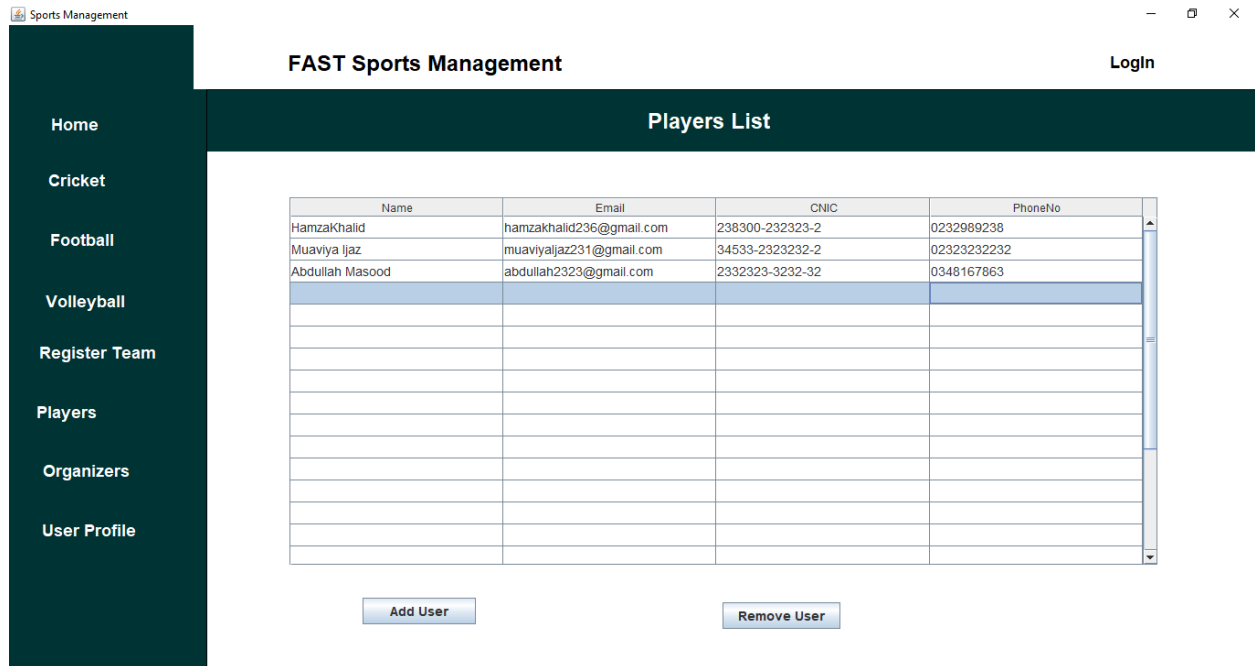 Sports Management
FAST Sports Management LogIn
Players List
Home
Cricket
Football
Volleyball
Register Team
Players
Organizers
User Profile
Name Email CNIC PhoneNo
HamzaKhalid hamzakhalid236@gmail.com 238300-232323-2 0232989238
Muaviya Ijaz muaviyaIjaz231@gmail.com 34533-2323232-2 02323232232
Abdullah Masood abdullah2323@gmail.com 2332323-3232-32 0348167863
Add User Remove User